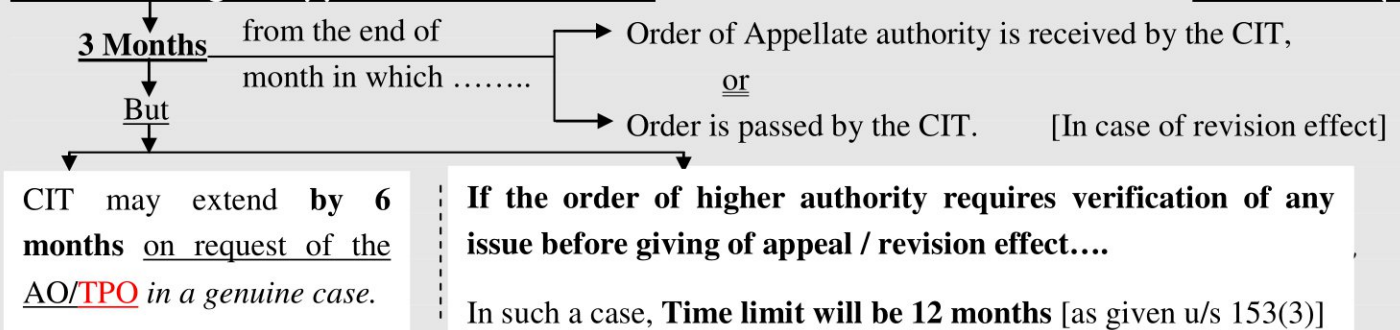 3 Months
from the end of
month in which ……..
Order of Appellate authority is received by the CIT,
or
Order is passed by the CIT. [In case of revision effect]
But
CIT may extend by 6
months on request of the
AO/TPO in a genuine case.
If the order of higher authority requires verification of any
issue before giving of appeal / revision effect….
In such a case, Time limit will be 12 months [as given u/s 153(3)]